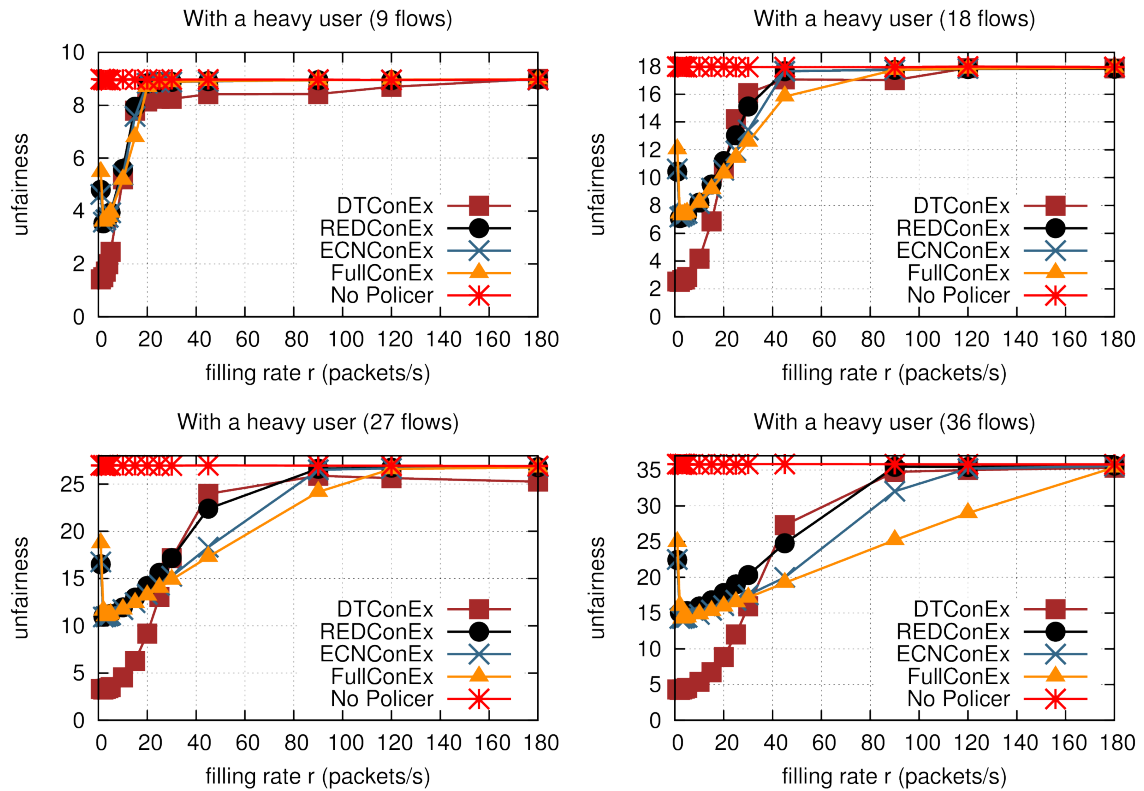 With a heavy user (9 flows)
unfairness
10
8
6
4
2
0
DTConEx
REDConEx
ECNConEx
FullConEx
No Policer
0 20 40 60 80 100 120 140 160 180
filling rate r (packets/s)
With a heavy user (18 flows)
unfairness
18
16
14
12
10
8
6
4
2
0
DTConEx
REDConEx
ECNConEx
FullConEx
No Policer
0 20 40 60 80 100 120 140 160 180
filling rate r (packets/s)
With a heavy user (27 flows)
unfairness
25
20
15
10
5
0
DTConEx
REDConEx
ECNConEx
FullConEx
No Policer
0 20 40 60 80 100 120 140 160 180
filling rate r (packets/s)
With a heavy user (36 flows)
unfairness
35
30
25
20
15
10
5
0
DTConEx
REDConEx
ECNConEx
FullConEx
No Policer
0 20 40 60 80 100 120 140 160 180
filling rate r (packets/s)